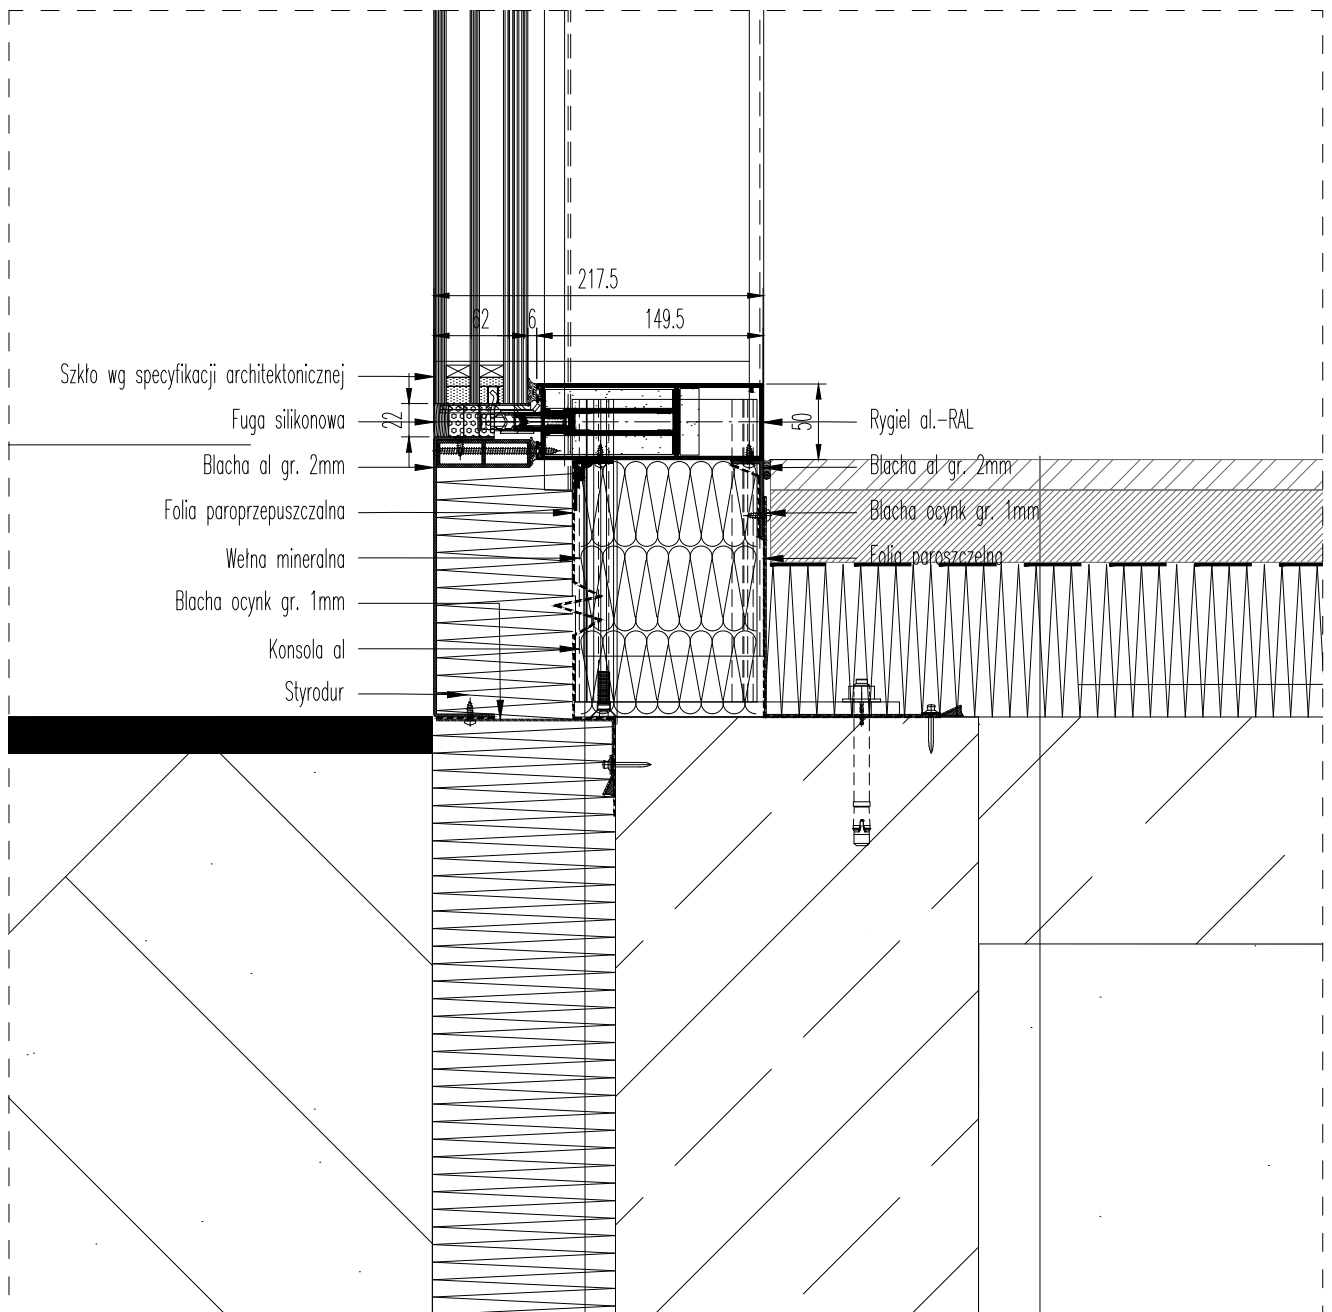 217.5
62
6
149.5
Szkło wg specyfikacji architektonicznej
22
Fuga silikonowa
50
Rygiel al.-RAL
Blacha al gr. 2mm
Blacha al gr. 2mm
Folia paroprzepuszczalna
Blacha ocynk gr. 1mm
Wełna mineralna
Folia paroszczelna
Blacha ocynk gr. 1mm
Konsola al
Styrodur